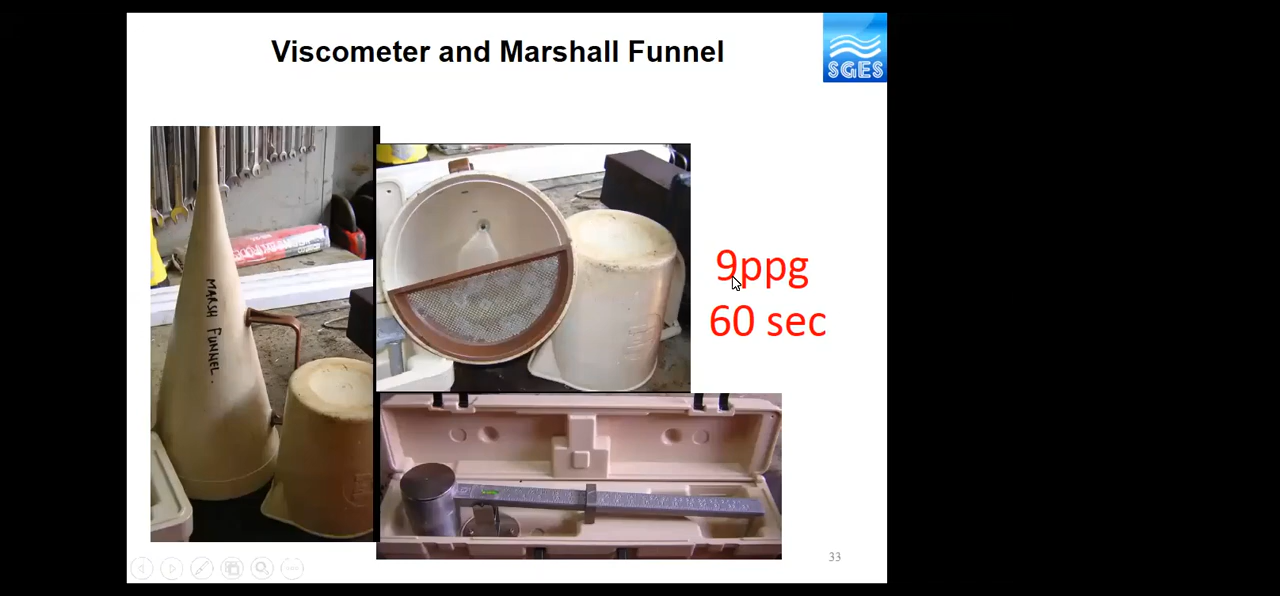 Viscometer and Marshall Funnel
SGES
MARSH FUNNEL.
9ppg
60 sec
33